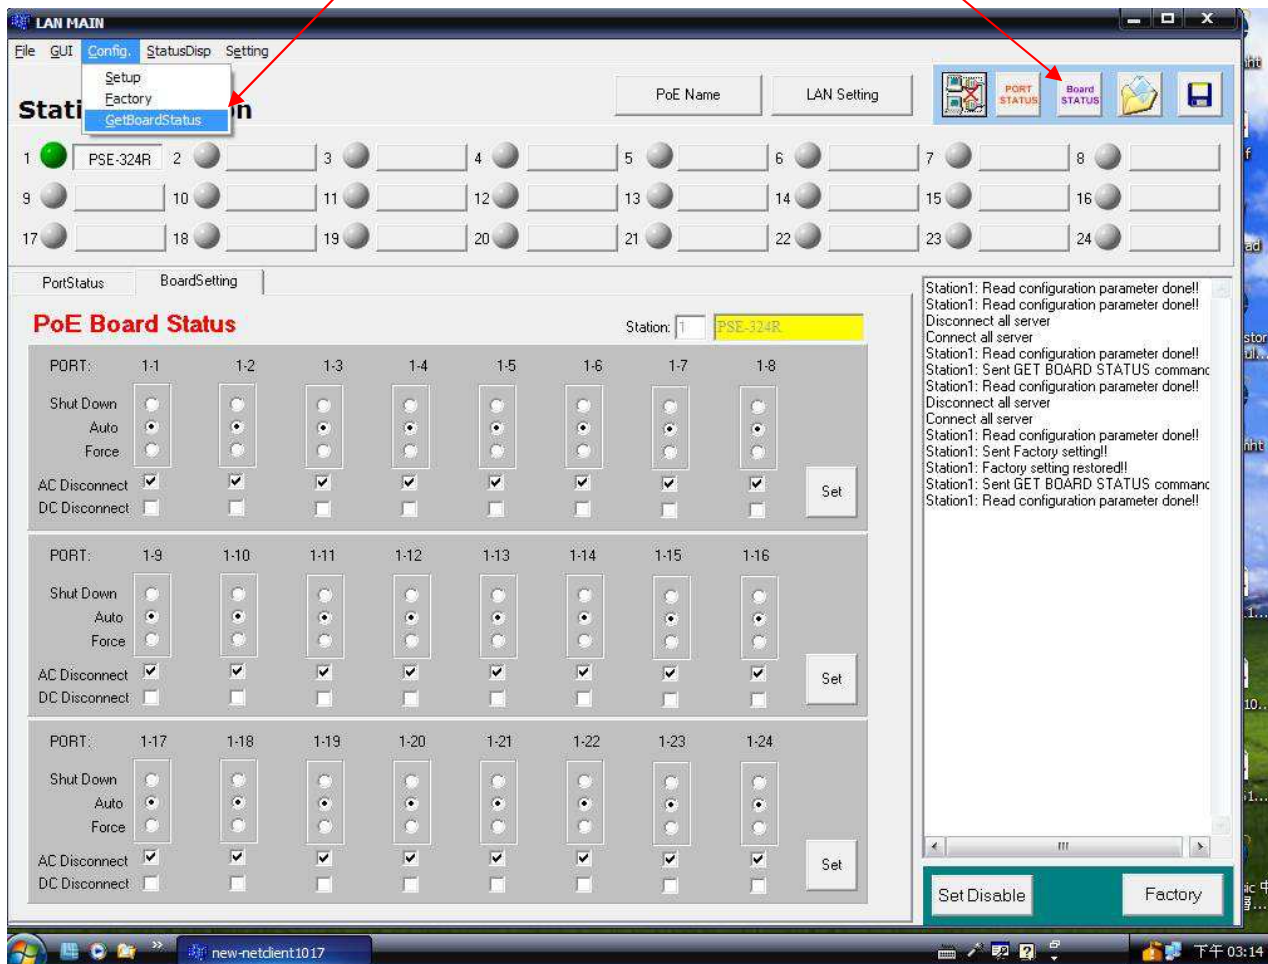 LAN MAIN
File GUI Config. StatusDisp Setting
Setup
Factory
GetBoardStatus
Stati n
PoE Name LAN Setting PORT STATUS Board STATUS
1 PSE-324R 2 3 4 5 6 7 8
9 10 11 12 13 14 15 16
17 18 19 20 21 22 23 24
PortStatus BoardSetting
PoE Board Status Station: 1 PSE-324R
PORT: 1-1 1-2 1-3 1-4 1-5 1-6 1-7 1-8
Shut Down
Auto
Force
AC Disconnect
DC Disconnect
Set
PORT: 1-9 1-10 1-11 1-12 1-13 1-14 1-15 1-16
Shut Down
Auto
Force
AC Disconnect
DC Disconnect
Set
PORT: 1-17 1-18 1-19 1-20 1-21 1-22 1-23 1-24
Shut Down
Auto
Force
AC Disconnect
DC Disconnect
Set
Station1: Read configuration parameter done!!
Station1: Read configuration parameter done!!
Disconnect all server
Connect all server
Station1: Read configuration parameter done!!
Station1: Sent GET BOARD STATUS command
Station1: Read configuration parameter done!!
Disconnect all server
Connect all server
Station1: Read configuration parameter done!!
Station1: Sent Factory setting!!
Station1: Factory setting restored!!
Station1: Sent GET BOARD STATUS command
Station1: Read configuration parameter done!!
Set Disable Factory
new-netclient1017 下午 03:14